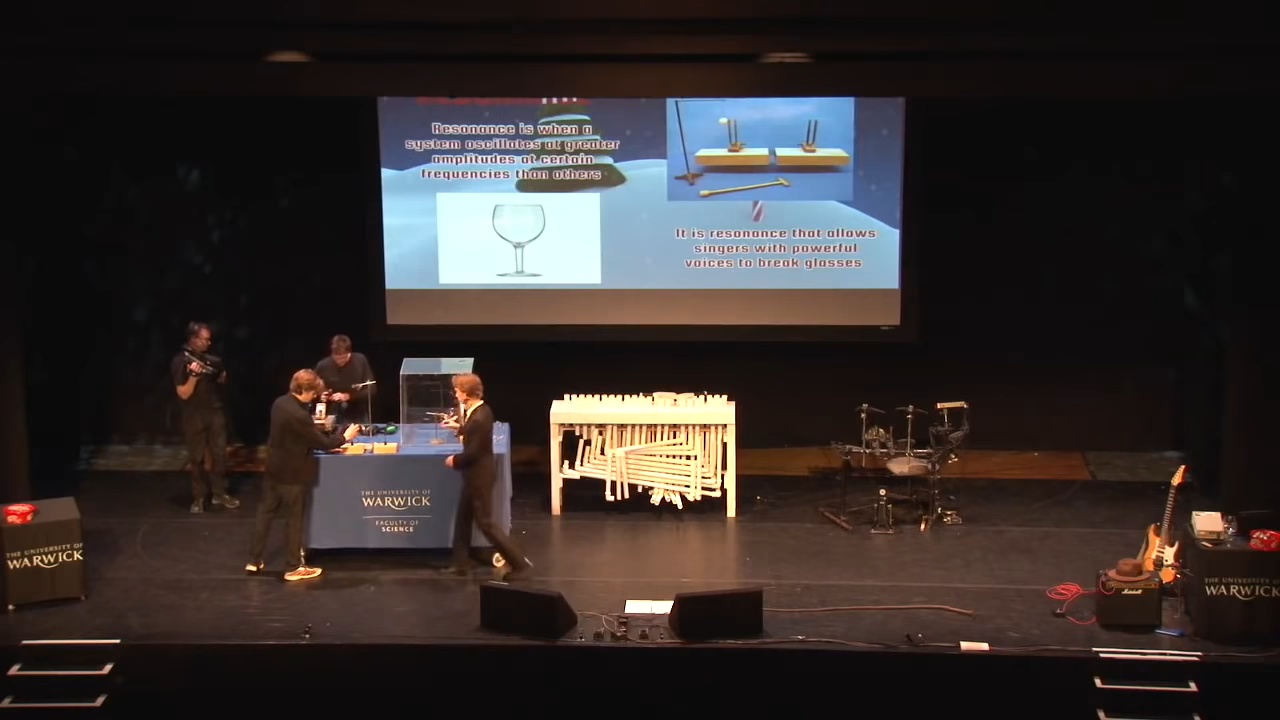 Resonance is when a
system oscillates at greater
amplitudes at certain
frequencies than others
It is resonance that allows
singers with powerful
voices to break glasses
THE UNIVERSITY OF
WARWICK
FACULTY OF
SCIENCE
THE UNIVERSITY OF
WARWICK
Marshall
THE UNIVERSITY OF
WARWICK